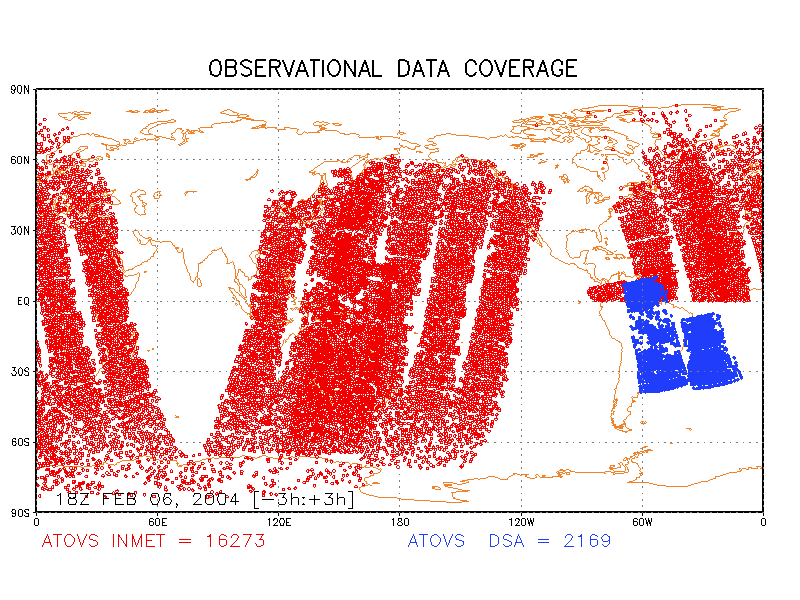 OBSERVATIONAL DATA COVERAGE
90N
60N
30N
EQ
30S
60S
90S
18Z FEB 06, 2004 [-3h:+3h]
0 60E 120E 180 120W 60W 0
ATOVS INMET = 16273 ATOVS DSA = 2169